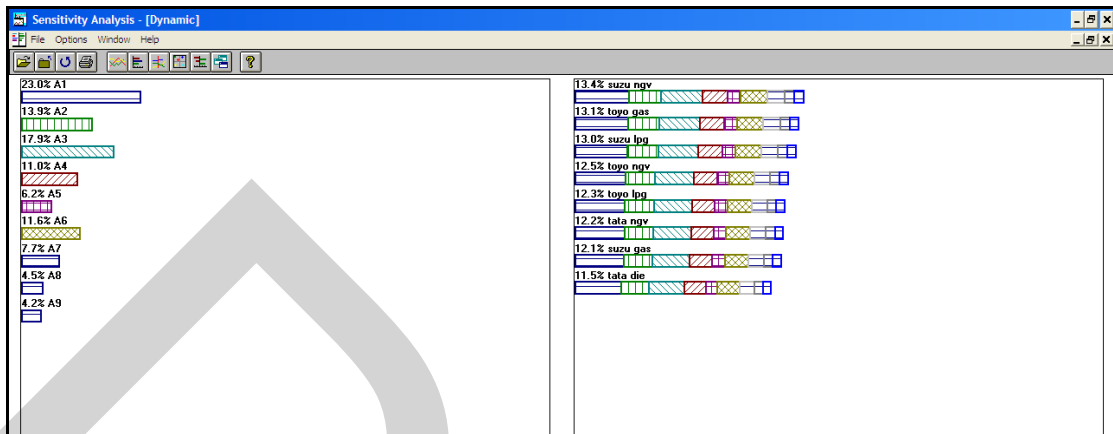 Sensitivity Analysis - [Dynamic]
File Options Window Help
23.0% A1
13.9% A2
17.9% A3
11.0% A4
6.2% A5
11.6% A6
7.7% A7
4.5% A8
4.2% A9
13.4% suzu ngv
13.1% toyo gas
13.0% suzu lpg
12.5% toyo ngv
12.3% toyo lpg
12.2% tata ngv
12.1% suzu gas
11.5% tata die